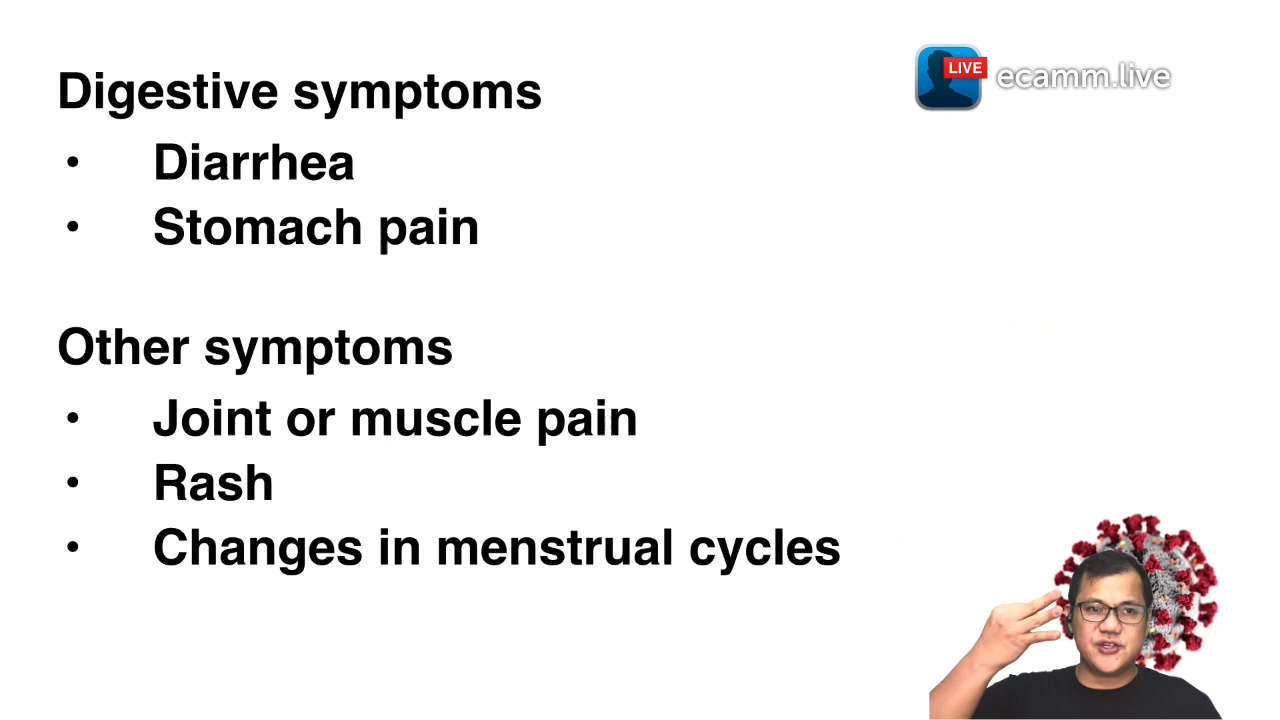 Digestive symptoms
• Diarrhea
• Stomach pain
Other symptoms
• Joint or muscle pain
• Rash
• Changes in menstrual cycles
LIVE ecamm.live